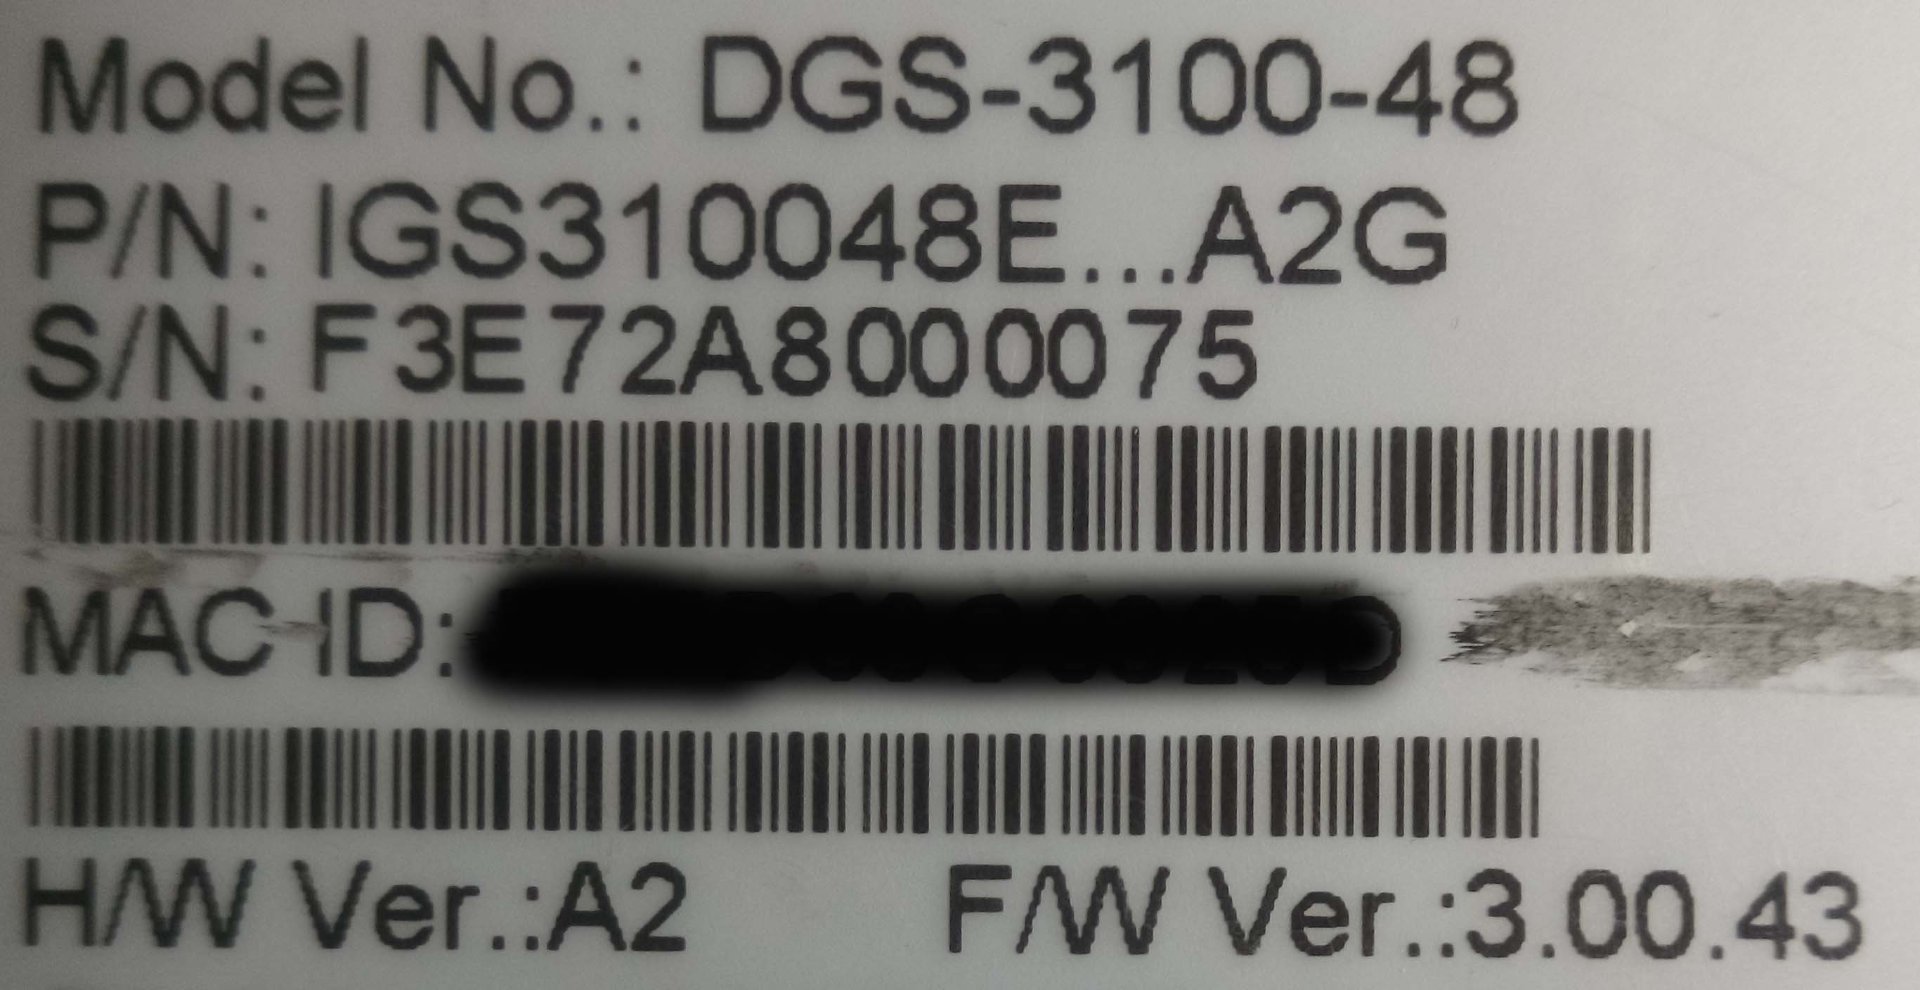 Model No.: DGS-3100-48
P/N: IGS310048E...A2G
S/N: F3E72A8000075
MAC ID:
H/W Ver.:A2 F/W Ver.:3.00.43